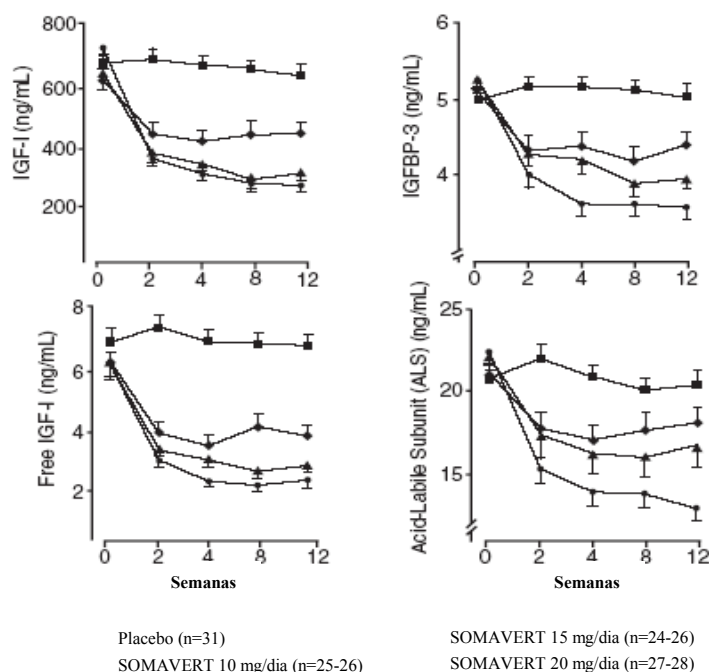 800
600
400
200
IGF-I (ng/mL)
0 2 4 8 12
6
5
4
IGFBP-3 (ng/mL)
0 2 4 8 12
8
6
4
2
Free IGF-I (ng/mL)
0 2 4 8 12
Semanas
25
20
15
Acid-Labile Subunit (ALS) (ng/mL)
0 2 4 8 12
Semanas
Placebo (n=31)
SOMAVERT 10 mg/dia (n=25-26)
SOMAVERT 15 mg/dia (n=24-26)
SOMAVERT 20 mg/dia (n=27-28)